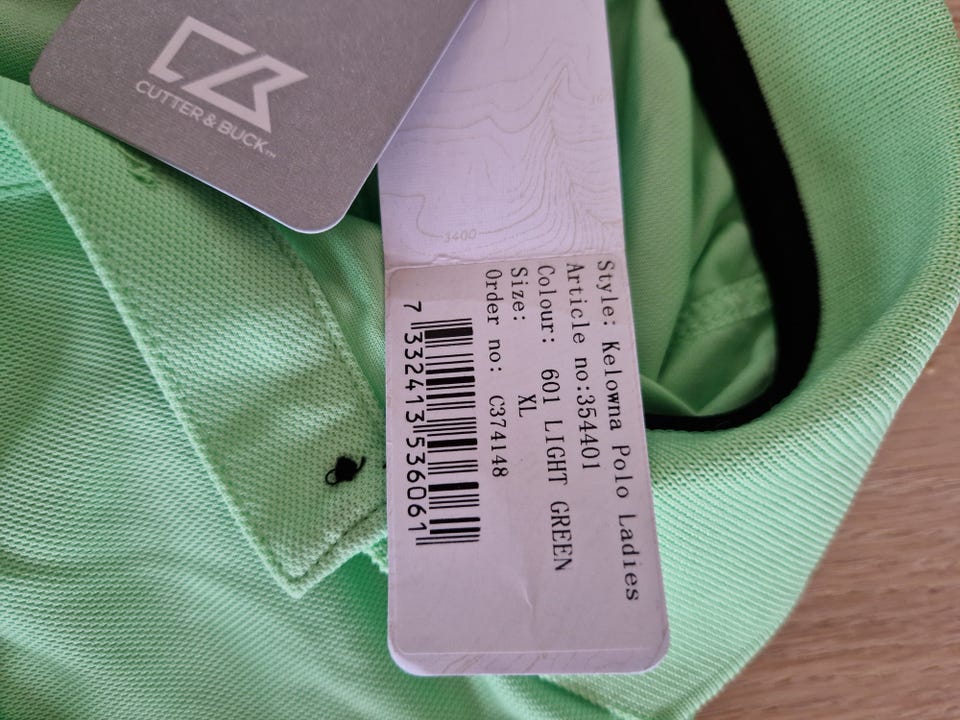 CUTTER & BUCK™
3400
Style: Kelowna Polo Ladies
Article no:354401
Colour: 601 LIGHT GREEN
Size: XL
Order no: C374148
7 332413 536061